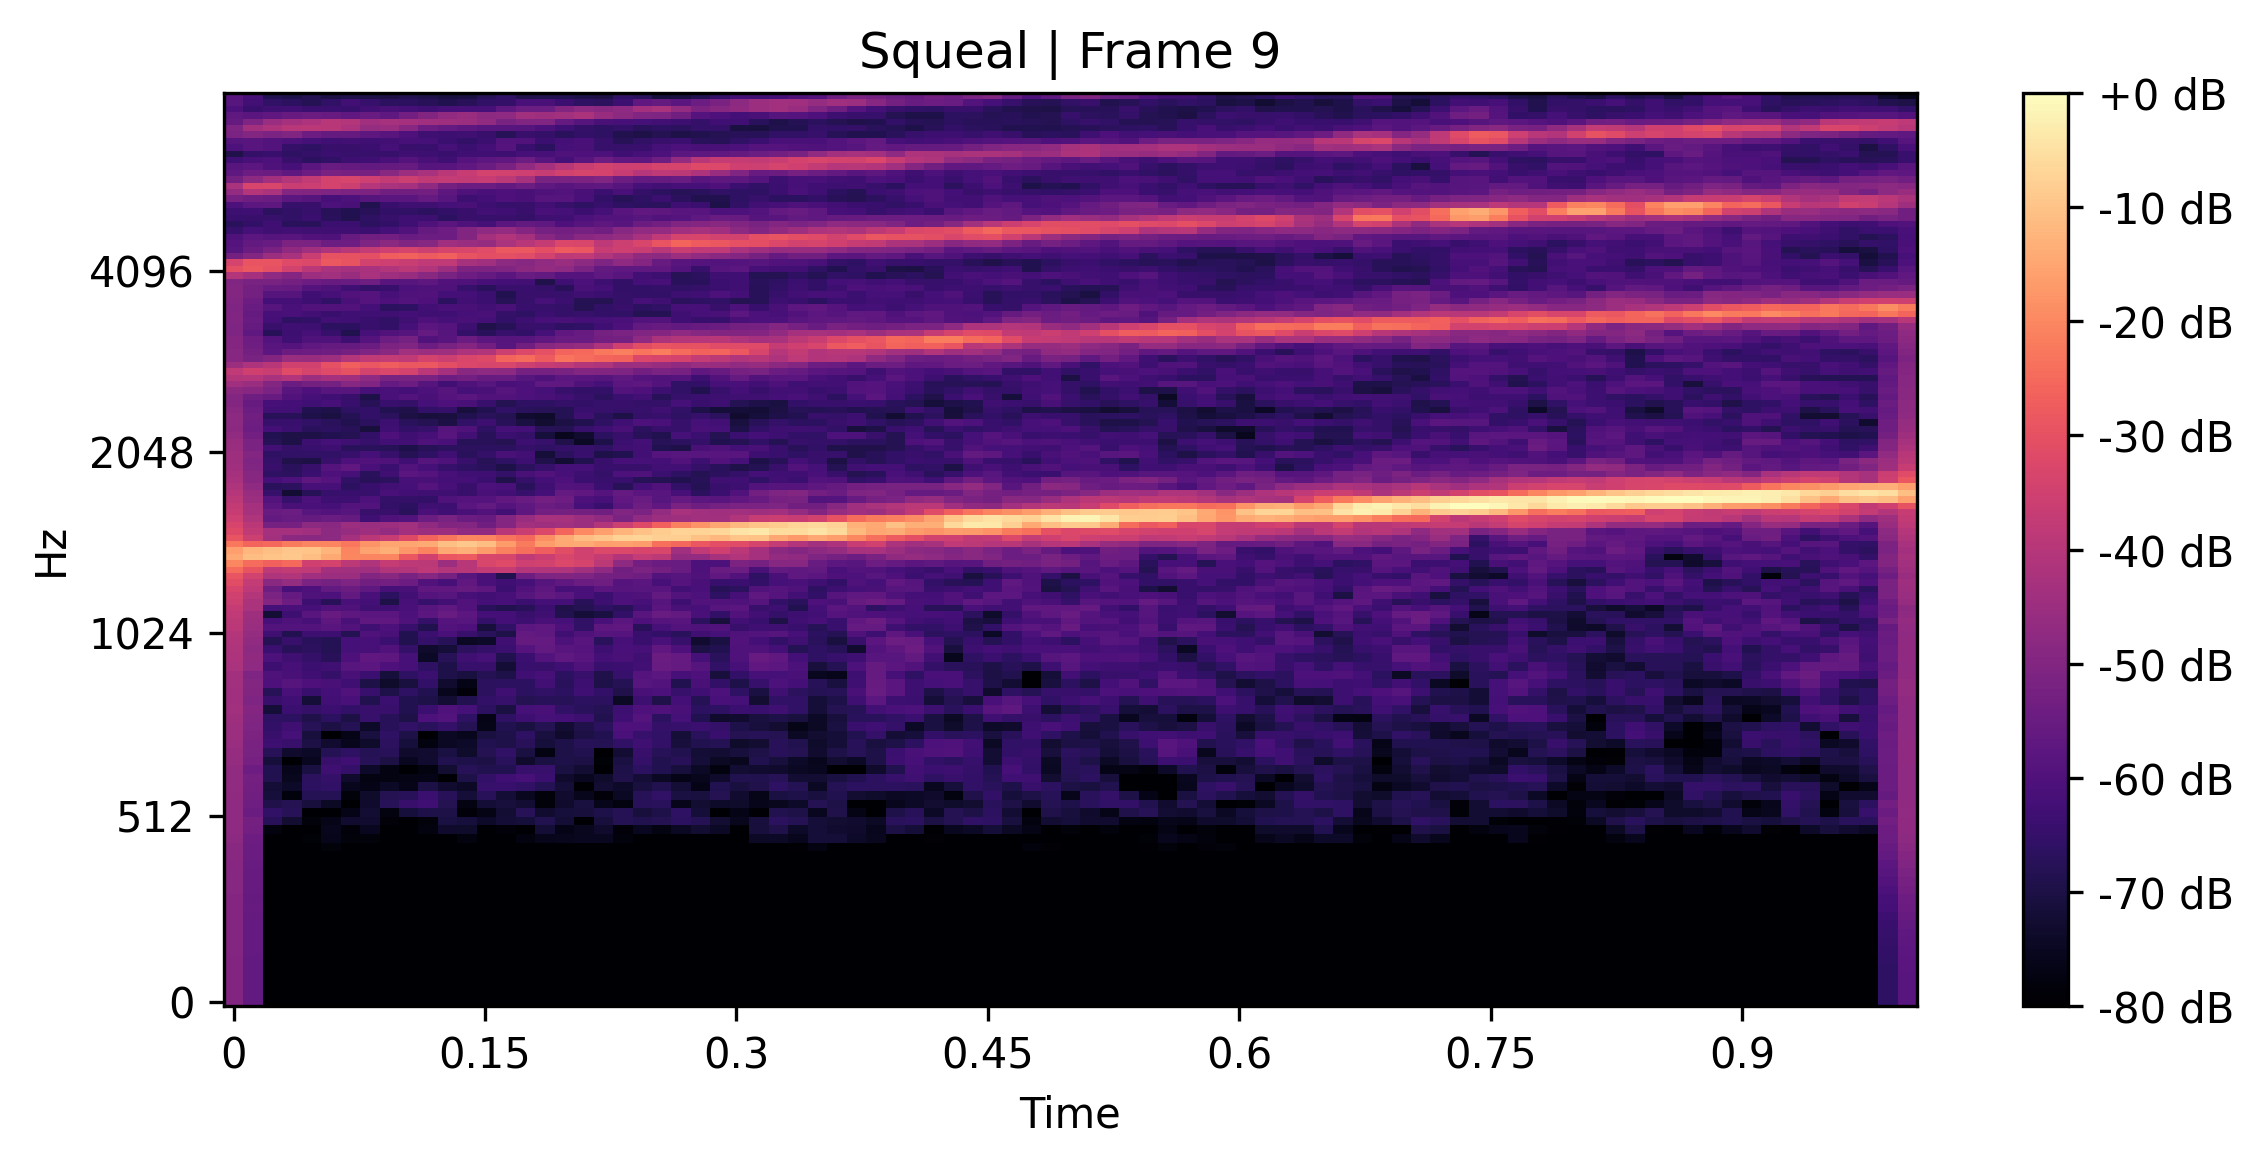 Squeal | Frame 9
+0 dB
-10 dB
-20 dB
-30 dB
-40 dB
-50 dB
-60 dB
-70 dB
-80 dB
4096
2048
1024
512
0
Hz
0 0.15 0.3 0.45 0.6 0.75 0.9
Time